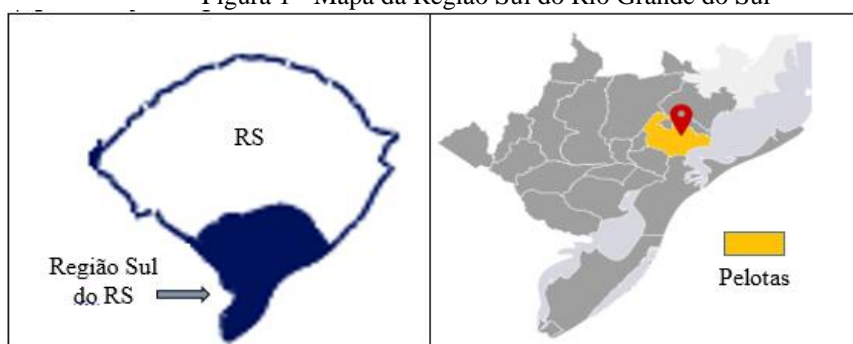 Figura 1 - Mapa da Região Sul do Rio Grande do Sul
RS
Região Sul
do RS
Pelotas